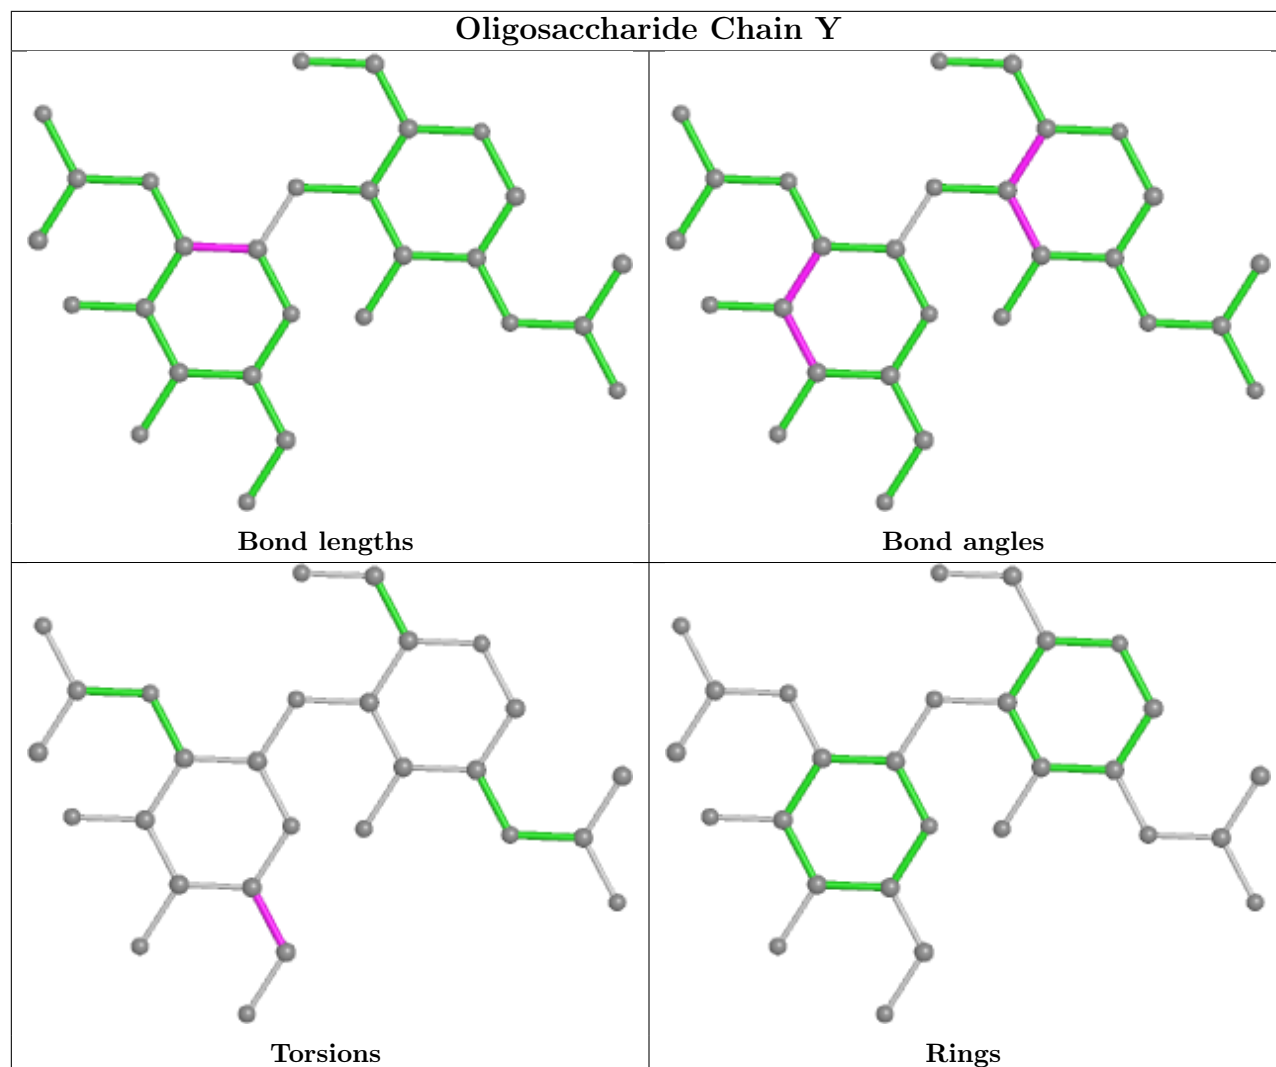 Oligosaccharide Chain Y
Bond lengths
Bond angles
Torsions
Rings